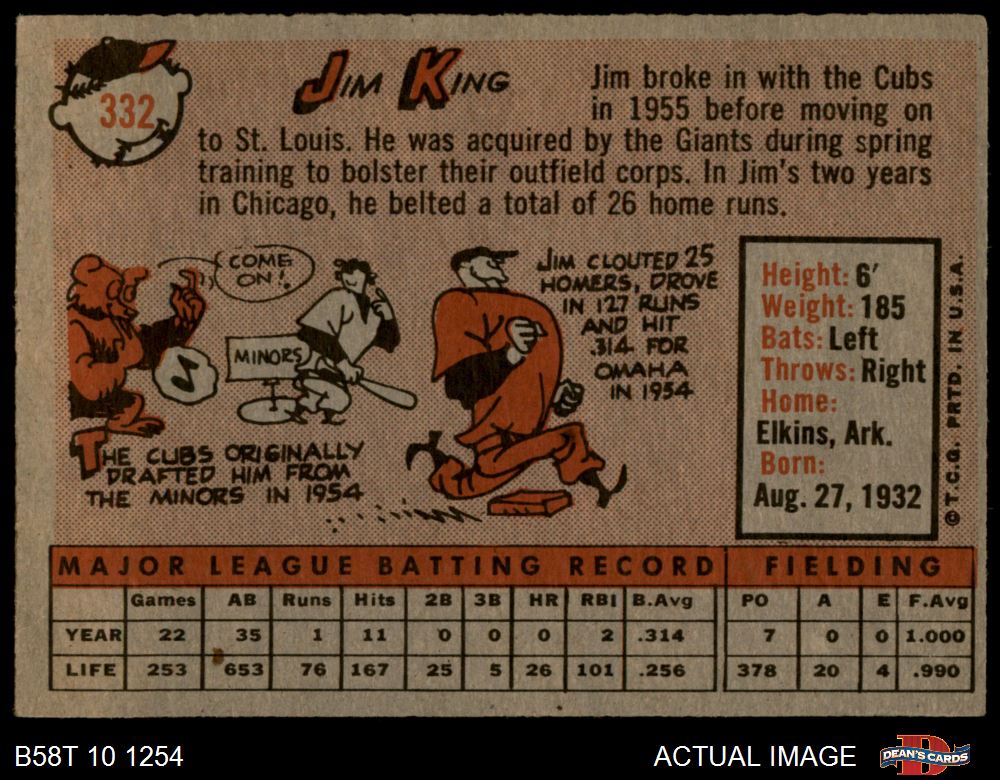 332
JIM KING
Jim broke in with the Cubs
in 1955 before moving on
to St. Louis. He was acquired by the Giants during spring
training to bolster their outfield corps. In Jim's two years
in Chicago, he belted a total of 26 home runs.
COME
ON!
MINORS
THE CUBS ORIGINALLY
DRAFTED HIM FROM
THE MINORS IN 1954
JIM CLOUTED 25
HOMERS, DROVE
IN 127 RUNS
AND HIT
.314 FOR
OMAHA
IN 1954
Height: 6'
Weight: 185
Bats: Left
Throws: Right
Home:
Elkins, Ark.
Born:
Aug. 27, 1932
© T.C.G. PRTD. IN U.S.A.
MAJOR LEAGUE BATTING RECORD FIELDING
Games AB Runs Hits 2B 3B HR RBI B.Avg PO A E F.Avg
YEAR 22 35 1 11 0 0 0 2 .314 7 0 0 1.000
LIFE 253 653 76 167 25 5 26 101 .256 378 20 4 .990
B58T 10 1254
ACTUAL IMAGE
DEAN'S CARDS